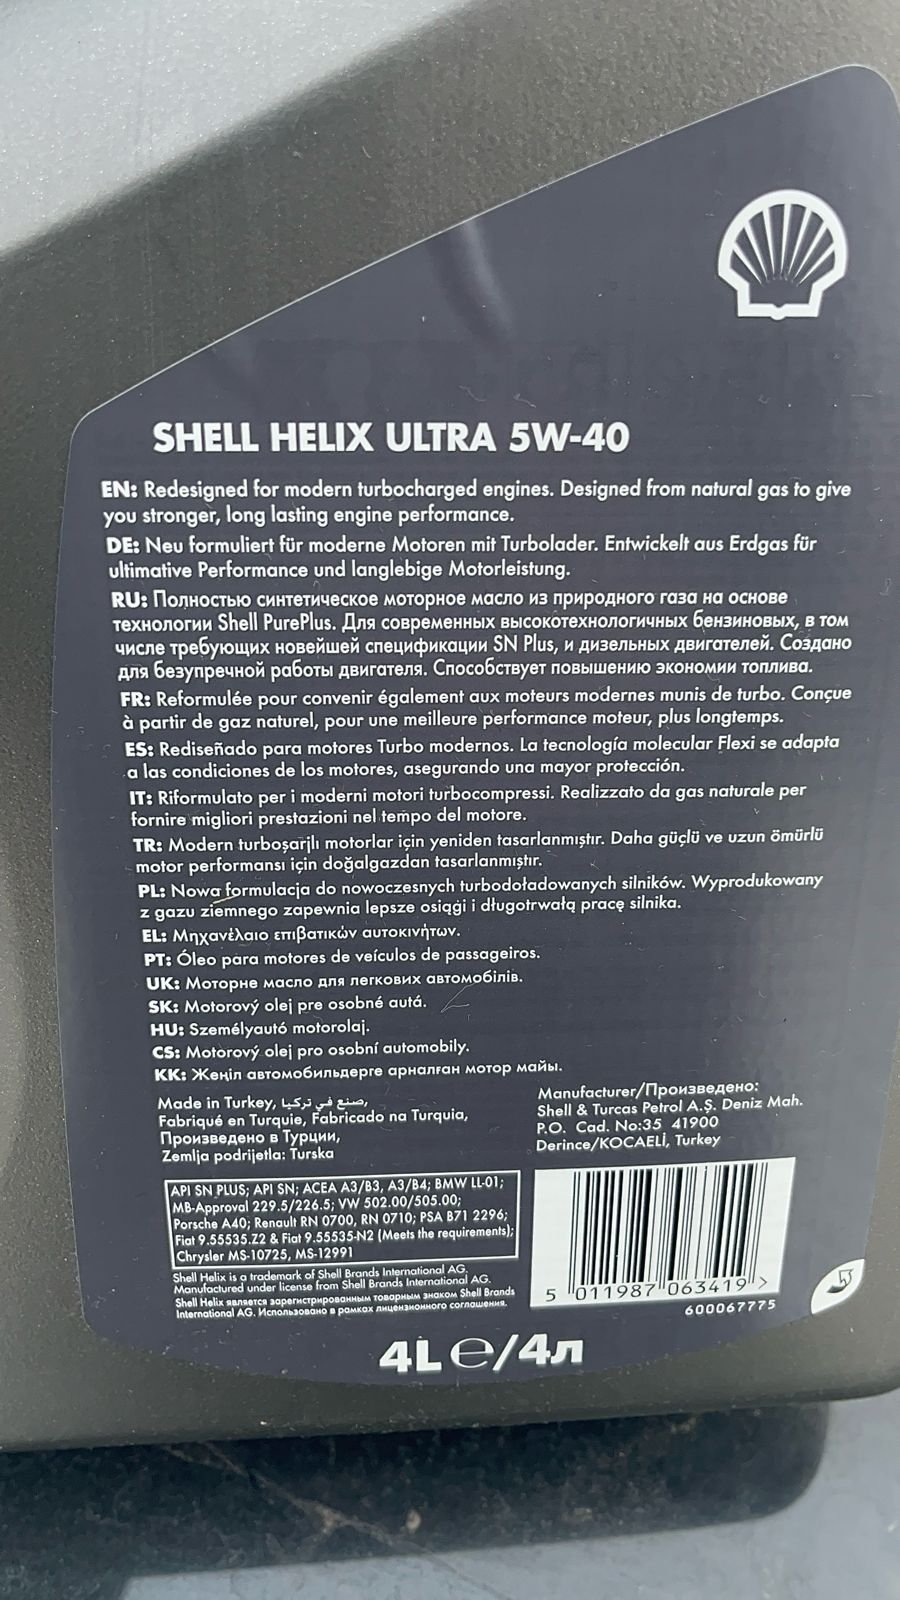 SHELL HELIX ULTRA 5W-40
EN: Redesigned for modern turbocharged engines. Designed from natural gas to give
you stronger, long lasting engine performance.
DE: Neu formuliert für moderne Motoren mit Turbolader. Entwickelt aus Erdgas für
ultimative Performance und langlebige Motorleistung.
RU: Полностью синтетическое моторное масло из природного газа на основе
технологии Shell PurePlus. Для современных высокотехнологичных бензиновых, в том
числе требующих новейшей спецификации SN Plus, и дизельных двигателей. Создано
для безупречной работы двигателя. Способствует повышению экономии топлива.
FR: Reformulée pour convenir également aux moteurs modernes munis de turbo. Conçue
à partir de gaz naturel, pour une meilleure performance moteur, plus longtemps.
ES: Rediseñado para motores Turbo modernos. La tecnología molecular Flexi se adapta
a las condiciones de los motores, asegurando una mayor protección.
IT: Riformulato per i moderni motori turbocompressi. Realizzato da gas naturale per
fornire migliori prestazioni nel tempo del motore.
TR: Modern turboşarjlı motorlar için yeniden tasarlanmıştır. Daha güçlü ve uzun ömürlü
motor performansı için doğalgazdan tasarlanmıştır.
PL: Nowa formulacja do nowoczesnych turbodoładowanych silników. Wyprodukowany
z gazu ziemnego zapewnia lepsze osiągi i długotrwałą pracę silnika.
EL: Μηχανέλαιο επιβατικών αυτοκινήτων.
PT: Óleo para motores de veículos de passageiros.
UK: Моторне масло для легкових автомобілів.
SK: Motorový olej pre osobné autá.
HU: Személyautó motorolaj.
CS: Motorový olej pro osobní automobily.
KK: Жеңіл автомобильдерге арналған мотор майы.
Made in Turkey, صنع في تركيا,
Fabriqué en Turquie, Fabricado na Turquia,
Произведено в Турции,
Zemlja podrijetla: Turska
Manufacturer/Произведено:
Shell & Turcas Petrol A.Ş. Deniz Mah.
P.O. Cad. No:35 41900
Derince/KOCAELİ, Turkey
API SN PLUS; API SN; ACEA A3/B3, A3/B4; BMW LL-01;
MB-Approval 229.5/226.5; VW 502.00/505.00;
Porsche A40; Renault RN 0700, RN 0710; PSA B71 2296;
Fiat 9.55535.Z2 & Fiat 9.55535-N2 (Meets the requirements);
Chrysler MS-10725, MS-12991
Shell Helix is a trademark of Shell Brands International AG.
Manufactured under license from Shell Brands International AG.
Shell Helix является зарегистрированным товарным знаком Shell Brands
International AG. Использовано в рамках лицензионного соглашения.
5 011987 063419 >
600067775
4L ℮/4л